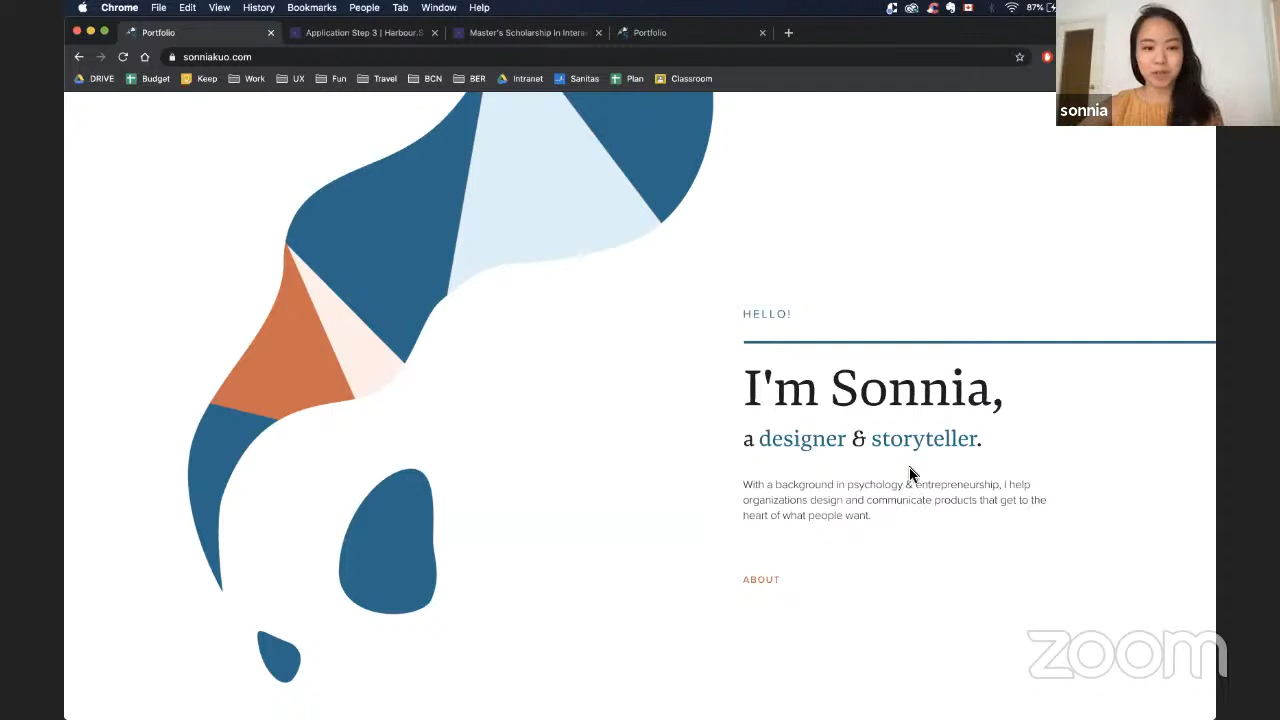 Chrome File Edit View History Bookmarks People Tab Window Help 87%
Portfolio Application Step 3 | Harbour.S Master's Scholarship In Intera Portfolio
sonniakuo.com
DRIVE Budget Keep Work UX Fun Travel BCN BER Intranet Sanitas Plan Classroom
sonnia
HELLO!
I'm Sonnia,
a designer & storyteller.
With a background in psychology & entrepreneurship, i help
organizations design and communicate products that get to the
heart of what people want.
ABOUT
zoom